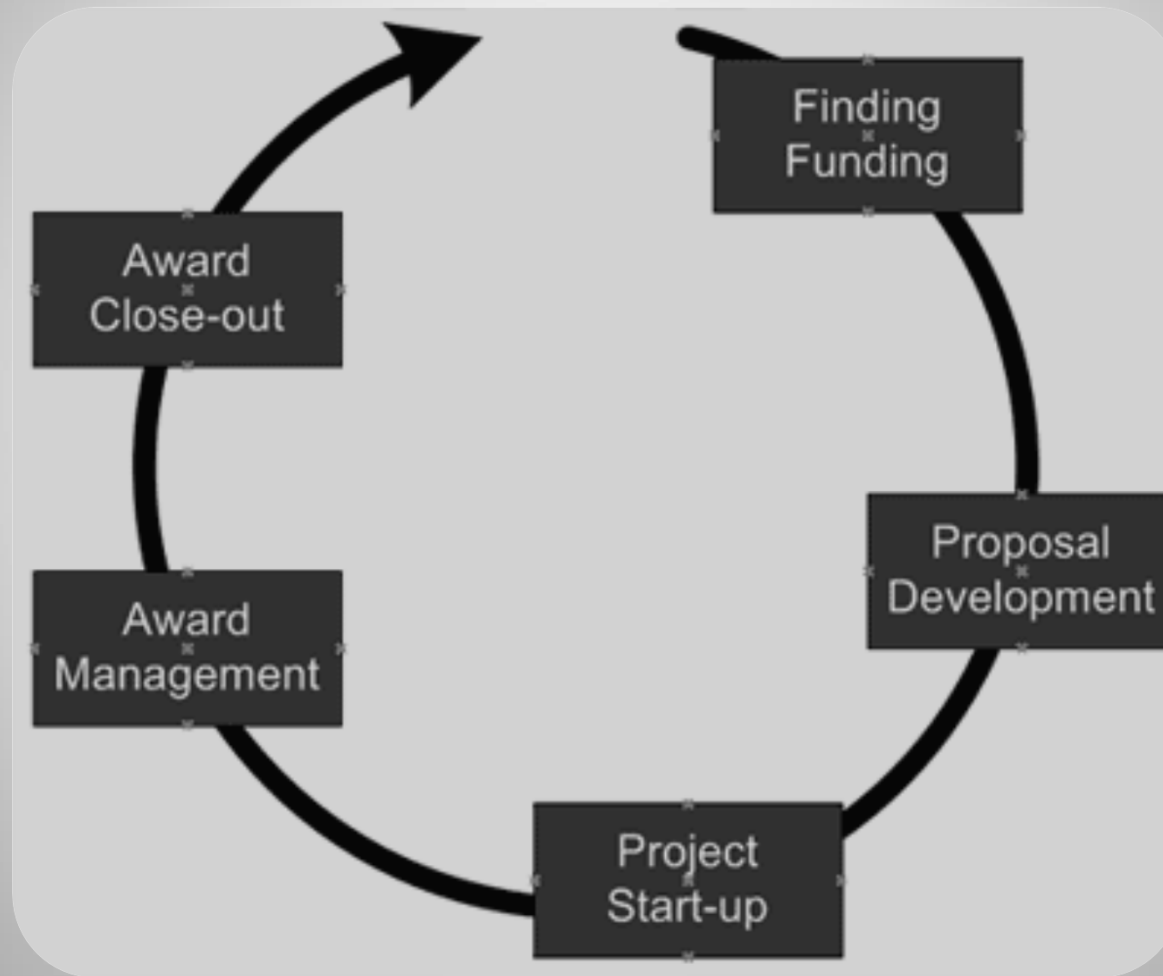 Finding
Funding
Proposal
Development
Project
Start-up
Award
Management
Award
Close-out